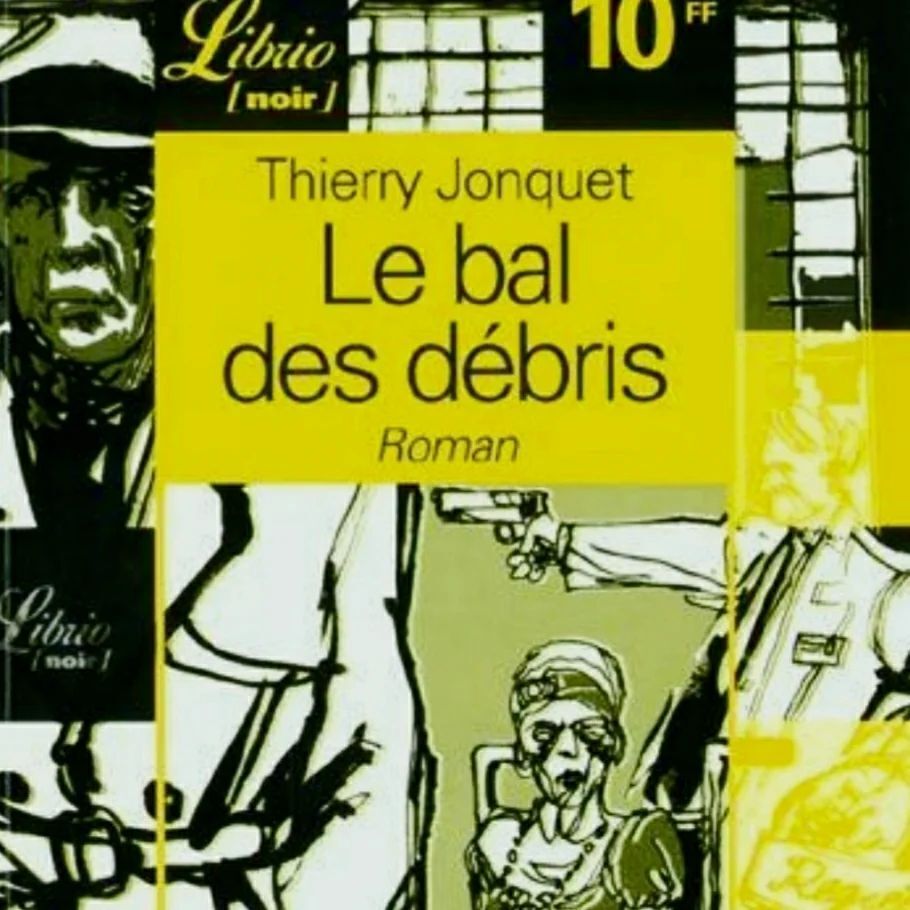 Librio
[noir]
10 FF
Thierry Jonquet
Le bal
des débris
Roman
Librio
[noir]